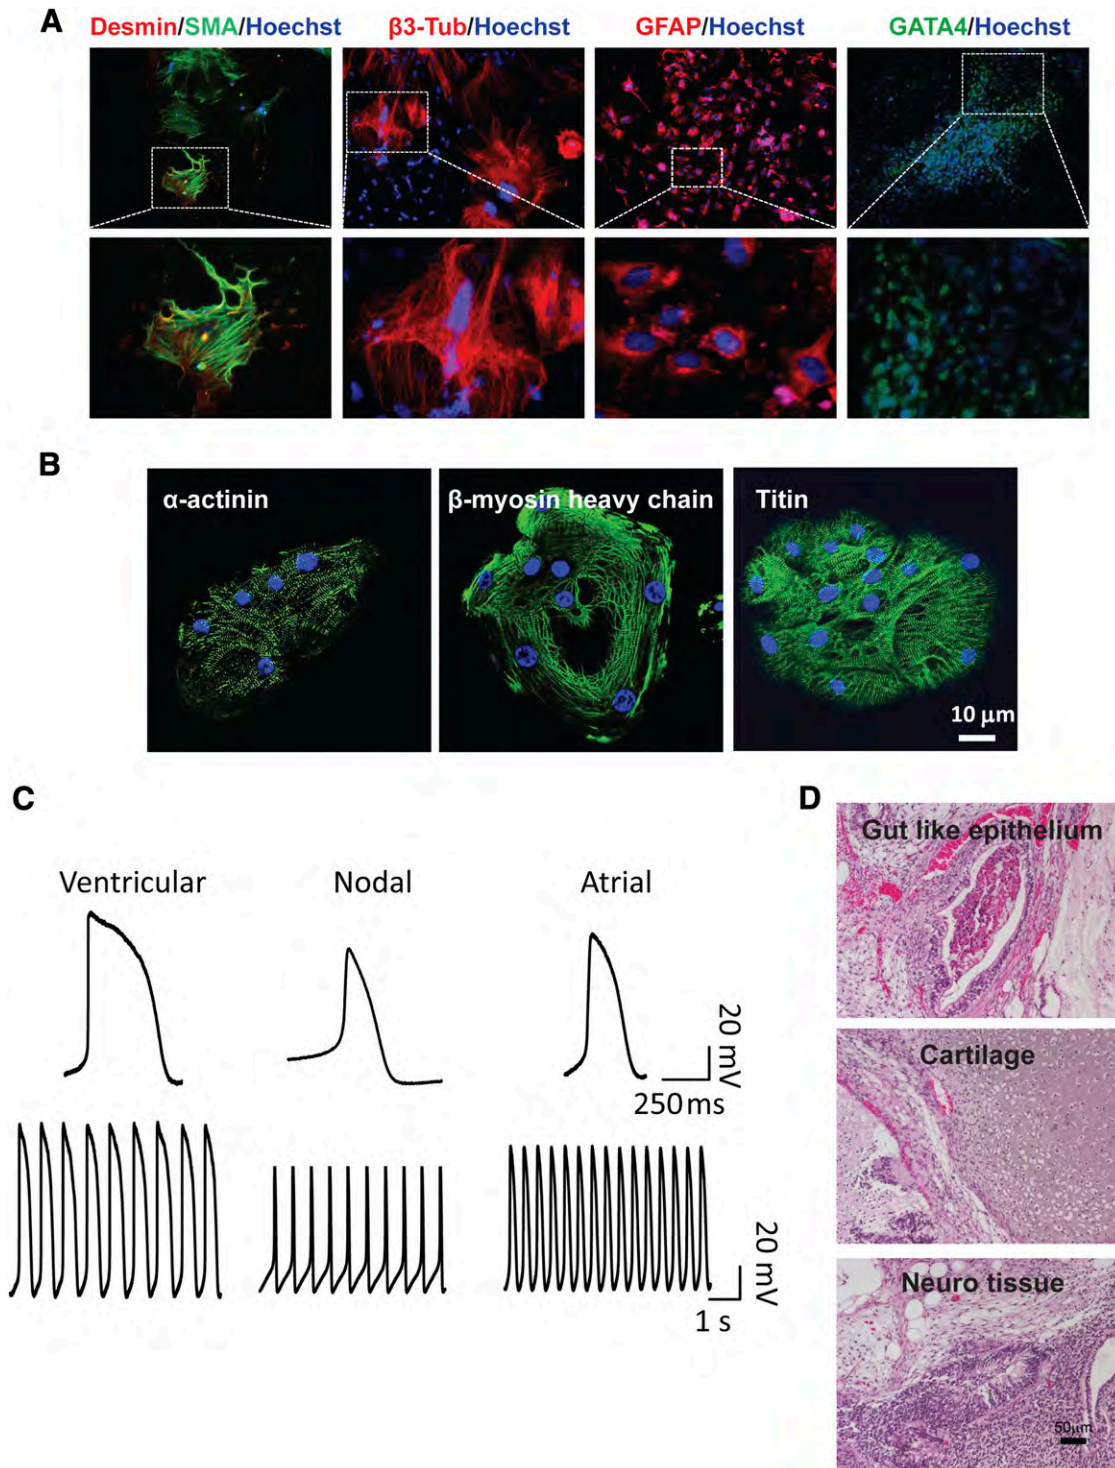 A
Desmin/SMA/Hoechst
β3-Tub/Hoechst
GFAP/Hoechst
GATA4/Hoechst
B
α-actinin
β-myosin heavy chain
Titin
10 μm
C
Ventricular
Nodal
Atrial
20 mV
250 ms
20 mV
1 s
D
Gut like epithelium
Cartilage
Neuro tissue
50μm